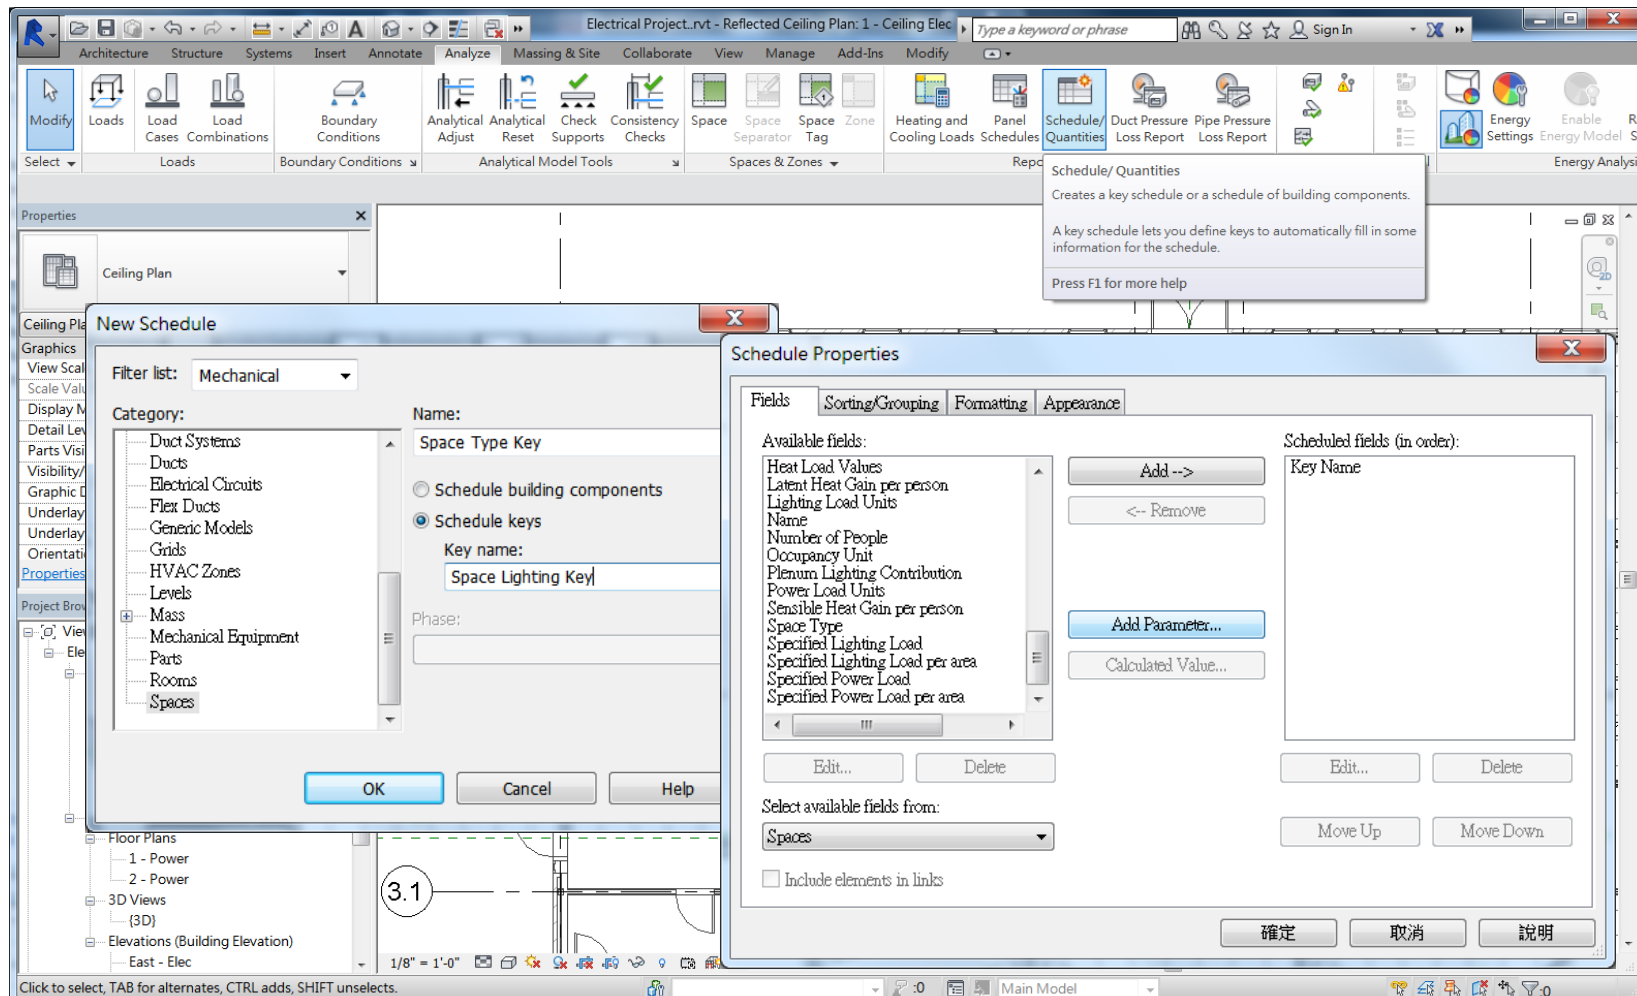 Electrical Project..rvt - Reflected Ceiling Plan: 1 - Ceiling Elec
Type a keyword or phrase
Sign In
Architecture Structure Systems Insert Annotate Analyze Massing & Site Collaborate View Manage Add-Ins Modify
Modify Loads Load Cases Load Combinations Boundary Conditions Analytical Adjust Analytical Reset Check Supports Consistency Checks Space Space Separator Space Tag Zone Heating and Cooling Loads Panel Schedules Schedule/ Quantities Duct Pressure Loss Report Pipe Pressure Loss Report Energy Settings Enable Energy Model
Select Loads Boundary Conditions Analytical Model Tools Spaces & Zones Energy Analysi
Schedule/ Quantities
Creates a key schedule or a schedule of building components.
A key schedule lets you define keys to automatically fill in some
information for the schedule.
Press F1 for more help
Properties
Ceiling Plan
2D
Ceiling Pla
Graphics
View Scal
Scale Valu
Display M
Detail Lev
Parts Visi
Visibility/
Graphic D
Underlay
Underlay
Orientati
Properties
Project Brow
View
Ele
New Schedule
Filter list: Mechanical
Category:
Duct Systems
Ducts
Electrical Circuits
Flex Ducts
Generic Models
Grids
HVAC Zones
Levels
Mass
Mechanical Equipment
Parts
Rooms
Spaces
Name:
Space Type Key
Schedule building components
Schedule keys
Key name:
Space Lighting Key
Phase:
OK Cancel Help
Schedule Properties
Fields Sorting/Grouping Formatting Appearance
Available fields:
Heat Load Values
Latent Heat Gain per person
Lighting Load Units
Name
Number of People
Occupancy Unit
Plenum Lighting Contribution
Power Load Units
Sensible Heat Gain per person
Space Type
Specified Lighting Load
Specified Lighting Load per area
Specified Power Load
Specified Power Load per area
Add -->
<-- Remove
Add Parameter...
Calculated Value...
Scheduled fields (in order):
Key Name
Edit... Delete
Edit... Delete
Select available fields from:
Spaces
Move Up Move Down
Include elements in links
確定 取消 說明
Floor Plans
1 - Power
2 - Power
3D Views
{3D}
Elevations (Building Elevation)
East - Elec
3.1
1/8" = 1'-0"
Click to select, TAB for alternates, CTRL adds, SHIFT unselects.
:0
Main Model
:0